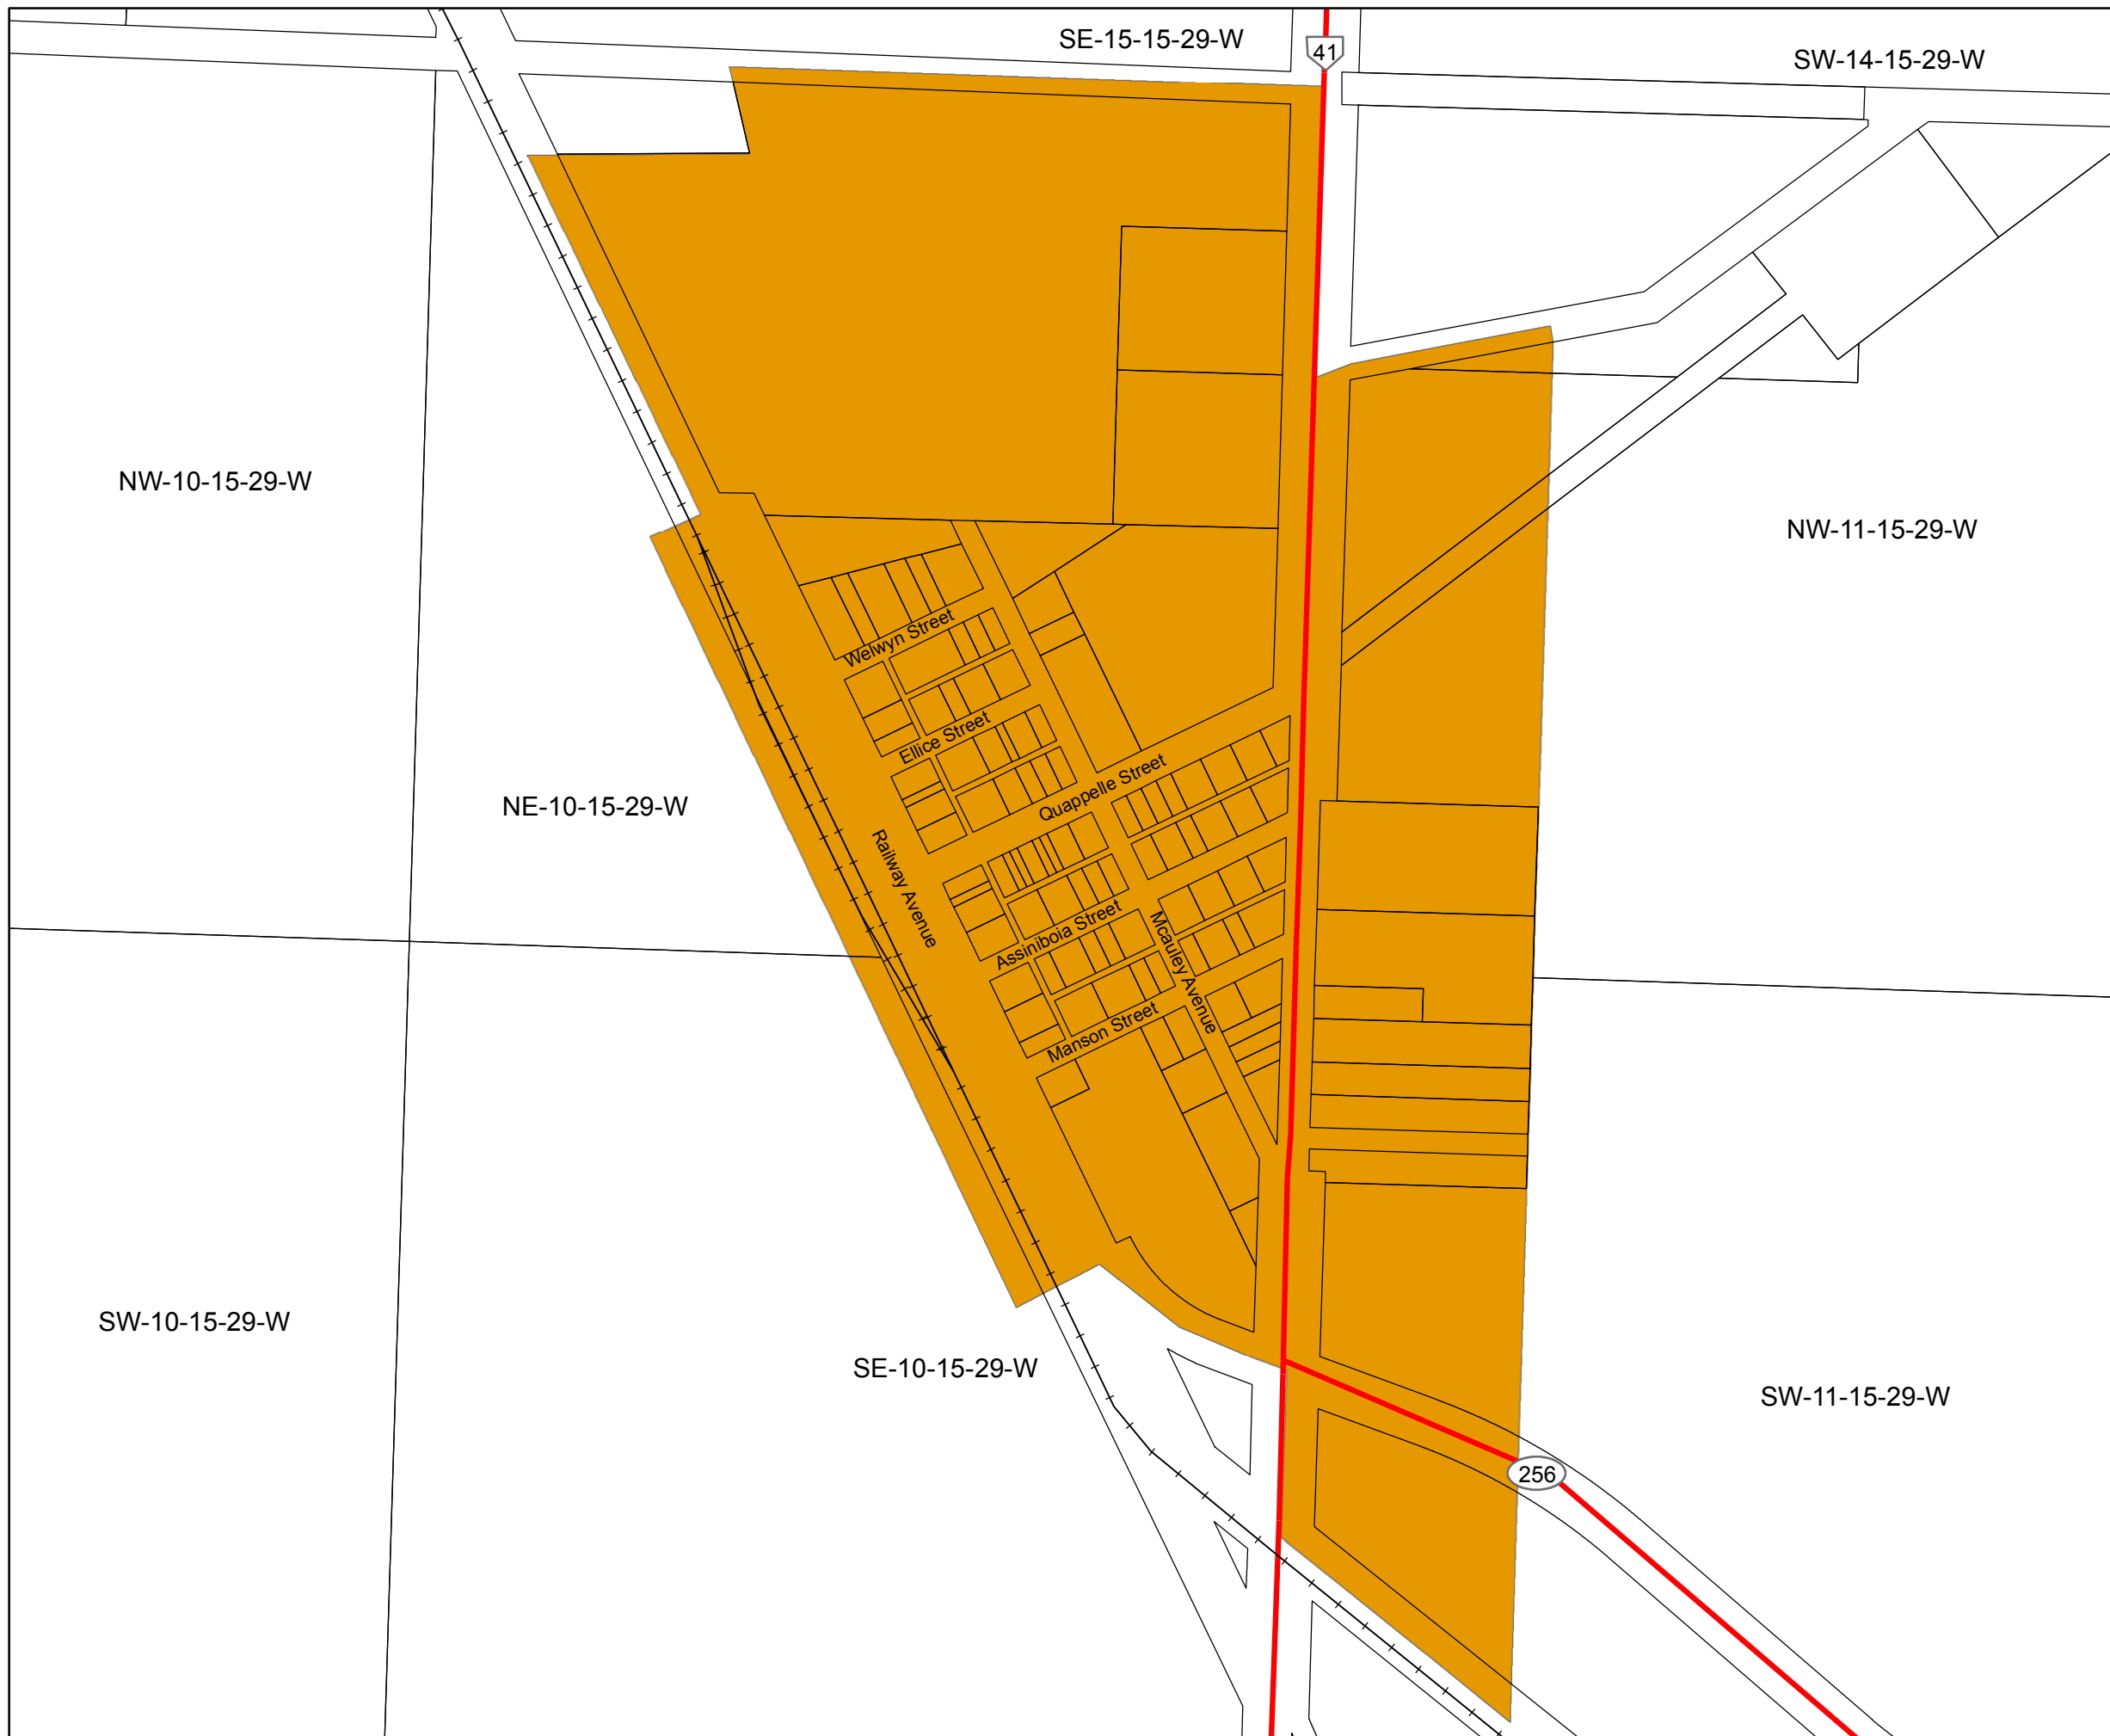 SE-15-15-29-W
41
SW-14-15-29-W
NW-10-15-29-W
NW-11-15-29-W
Welwyn Street
Ellice Street
Quappelle Street
NE-10-15-29-W
Railway Avenue
Assiniboia Street
Mcauley Avenue
Manson Street
SW-10-15-29-W
SE-10-15-29-W
SW-11-15-29-W
256